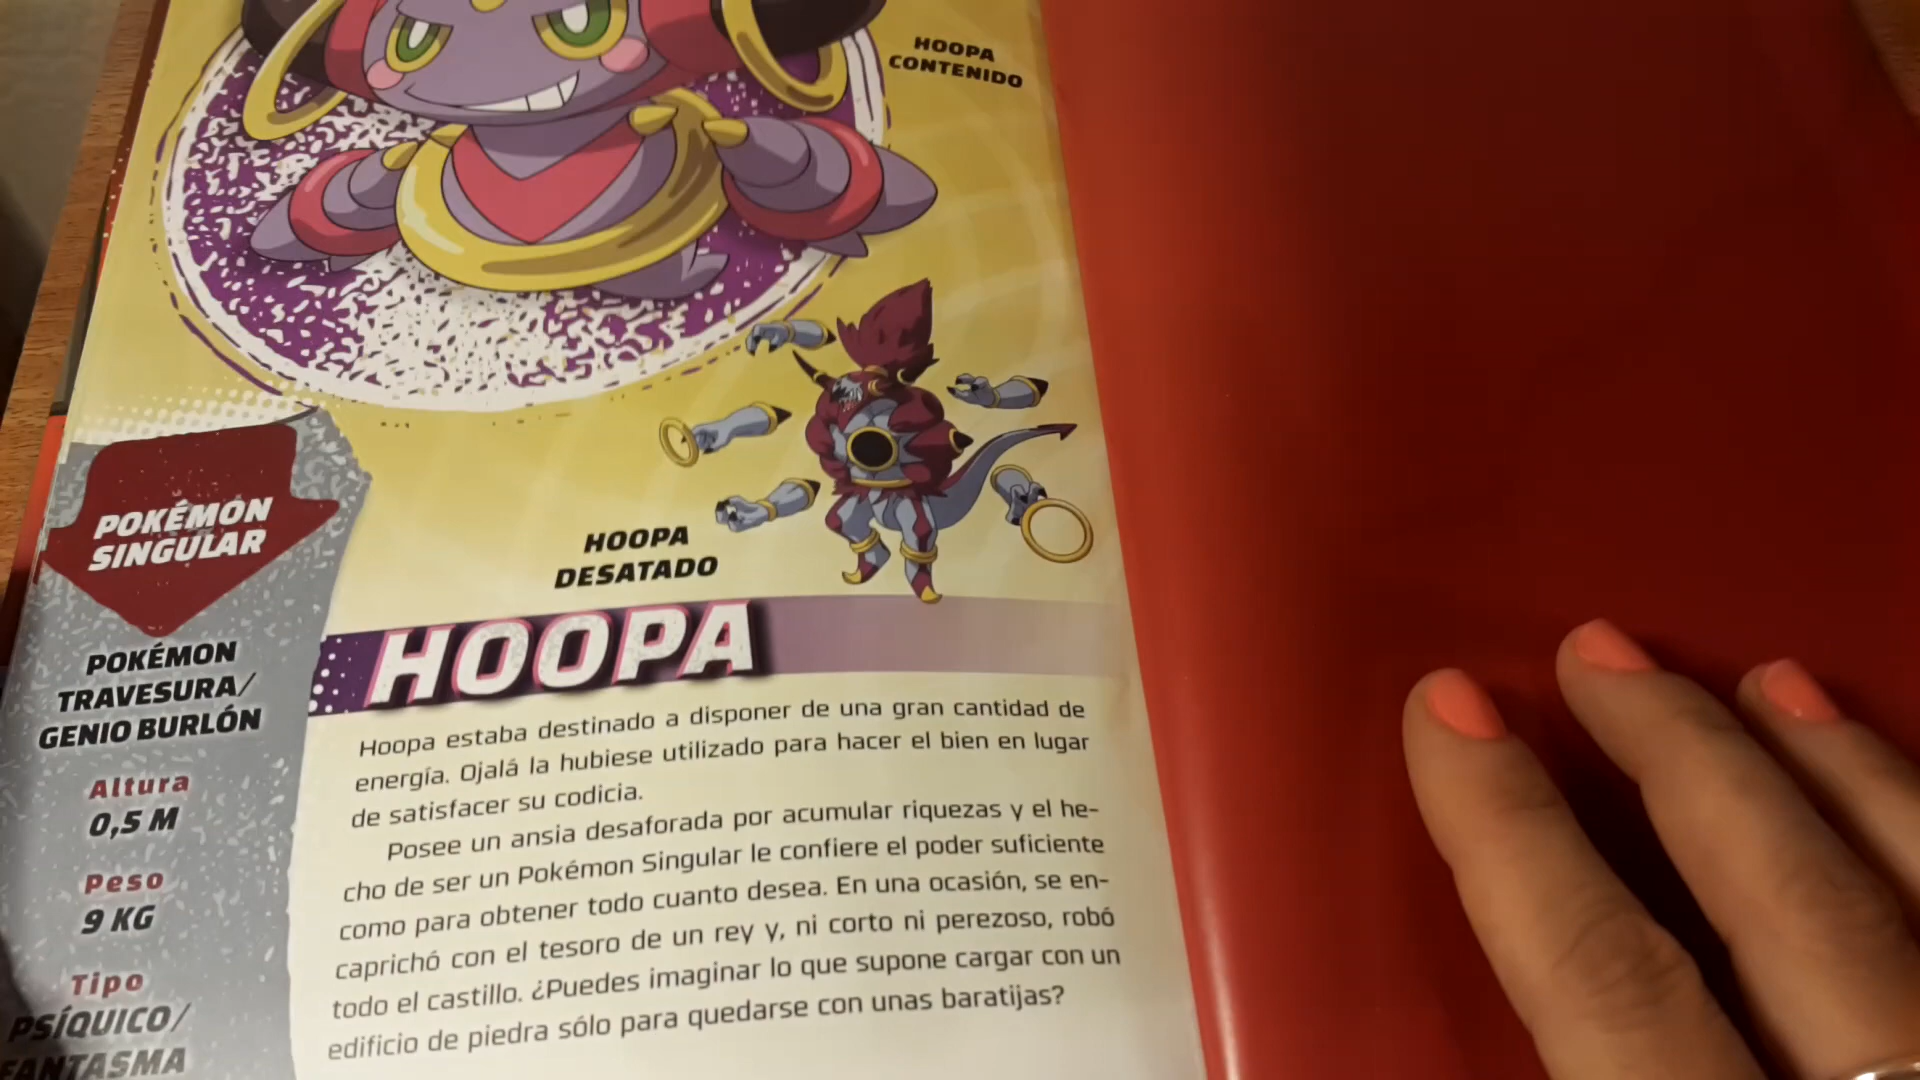 HOOPA
CONTENIDO
HOOPA
DESATADO
POKÉMON
SINGULAR
POKÉMON
TRAVESURA/
GENIO BURLÓN
Altura
0,5 M
Peso
9 KG
Tipo
PSÍQUICO/
FANTASMA
HOOPA
Hoopa estaba destinado a disponer de una gran cantidad de
energía. Ojalá la hubiese utilizado para hacer el bien en lugar
de satisfacer su codicia.
Posee un ansia desaforada por acumular riquezas y el he-
cho de ser un Pokémon Singular le confiere el poder suficiente
como para obtener todo cuanto desea. En una ocasión, se en-
caprichó con el tesoro de un rey y, ni corto ni perezoso, robó
todo el castillo. ¿Puedes imaginar lo que supone cargar con un
edificio de piedra sólo para quedarse con unas baratijas?